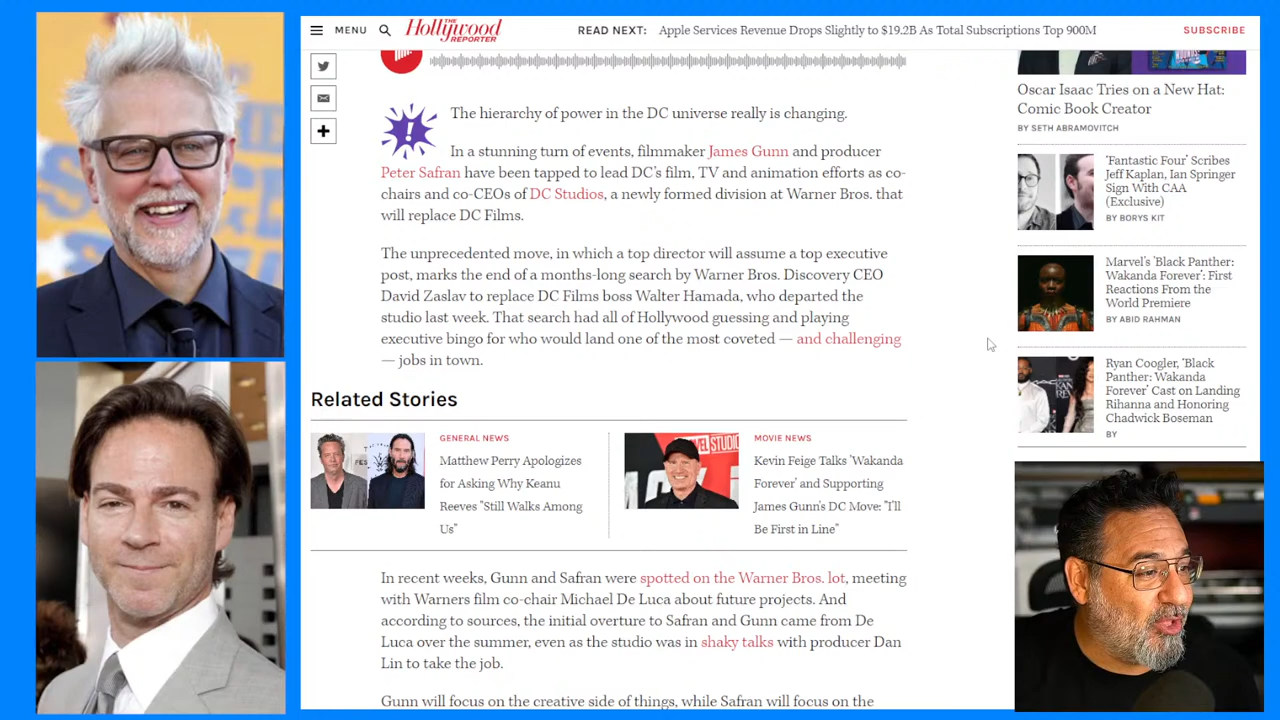 MENU
THE
Hollywood
REPORTER
READ NEXT: Apple Services Revenue Drops Slightly to $19.2B As Total Subscriptions Top 900M
SUBSCRIBE
The hierarchy of power in the DC universe really is changing.
In a stunning turn of events, filmmaker James Gunn and producer
Peter Safran have been tapped to lead DC's film, TV and animation efforts as co-
chairs and co-CEOs of DC Studios, a newly formed division at Warner Bros. that
will replace DC Films.
The unprecedented move, in which a top director will assume a top executive
post, marks the end of a months-long search by Warner Bros. Discovery CEO
David Zaslav to replace DC Films boss Walter Hamada, who departed the
studio last week. That search had all of Hollywood guessing and playing
executive bingo for who would land one of the most coveted — and challenging
— jobs in town.
Related Stories
GENERAL NEWS
Matthew Perry Apologizes
for Asking Why Keanu
Reeves "Still Walks Among
Us"
MOVIE NEWS
Kevin Feige Talks 'Wakanda
Forever' and Supporting
James Gunn's DC Move: "I'll
Be First in Line"
In recent weeks, Gunn and Safran were spotted on the Warner Bros. lot, meeting
with Warners film co-chair Michael De Luca about future projects. And
according to sources, the initial overture to Safran and Gunn came from De
Luca over the summer, even as the studio was in shaky talks with producer Dan
Lin to take the job.
Gunn will focus on the creative side of things, while Safran will focus on the
Oscar Isaac Tries on a New Hat:
Comic Book Creator
BY SETH ABRAMOVITCH
'Fantastic Four' Scribes
Jeff Kaplan, Ian Springer
Sign With CAA
(Exclusive)
BY BORYS KIT
Marvel's 'Black Panther:
Wakanda Forever': First
Reactions From the
World Premiere
BY ABID RAHMAN
Ryan Coogler, 'Black
Panther: Wakanda
Forever' Cast on Landing
Rihanna and Honoring
Chadwick Boseman
BY